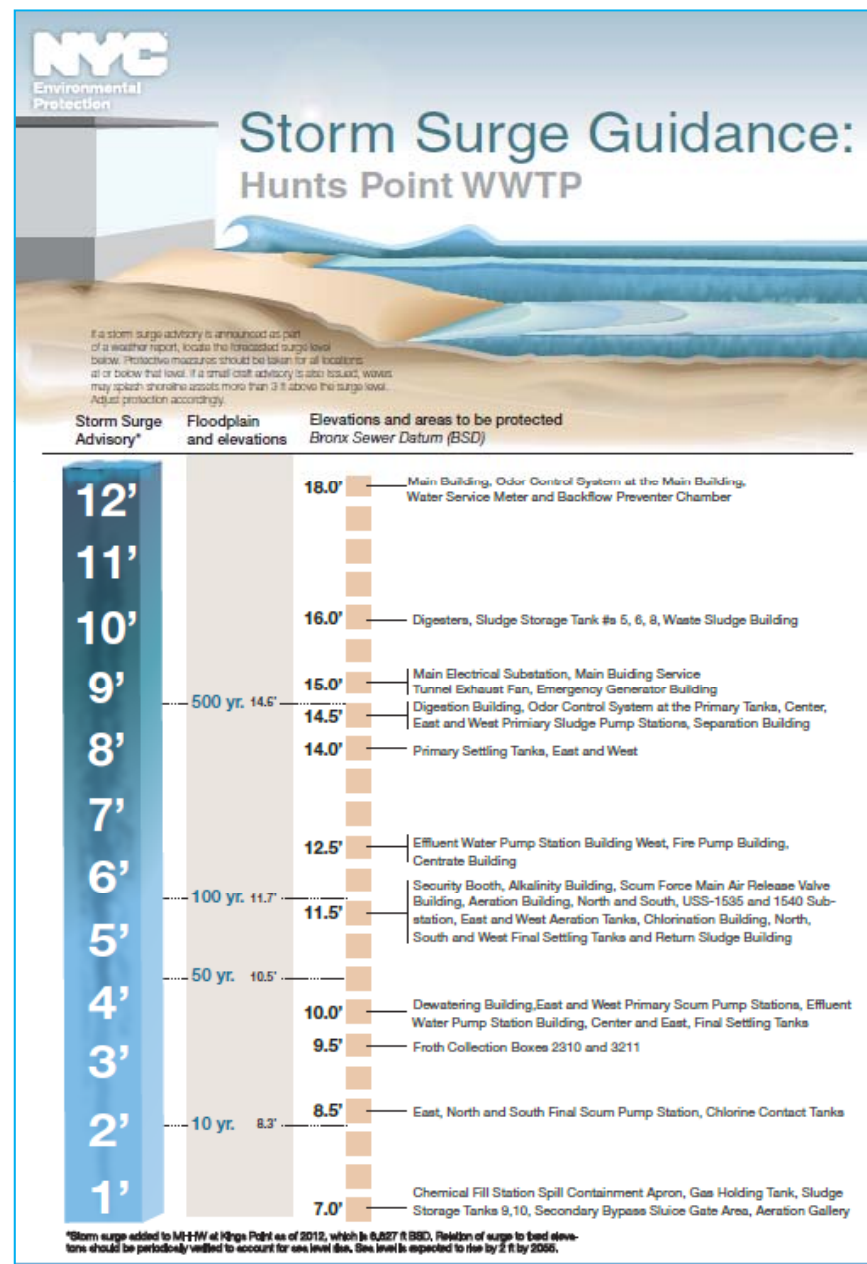 NYC
Environmental
Protection
Storm Surge Guidance:
Hunts Point WWTP
If a storm surge advisory is announced as part
of a weather report, locate the forecasted surge level
below. Protective measures should be taken for all locations
at or below that level. If a small craft advisory is also issued, waves
may splash shoreline assets more than 3 ft above the surge level.
Adjust protection accordingly.
Storm Surge
Advisory*
Floodplain
and elevations
Elevations and areas to be protected
Bronx Sewer Datum (BSD)
12’
18.0’
Main Building, Odor Control System at the Main Building,
Water Service Meter and Backflow Preventer Chamber
11’
10’
16.0’
Digesters, Sludge Storage Tank #s 5, 6, 8, Waste Sludge Building
9’
15.0’
Main Electrical Substation, Main Buiding Service
Tunnel Exhaust Fan, Emergency Generator Building
500 yr. 14.6’
14.5’
Digestion Building, Odor Control System at the Primary Tanks, Center,
East and West Primiary Sludge Pump Stations, Separation Building
8’
14.0’
Primary Settling Tanks, East and West
7’
12.5’
Effluent Water Pump Station Building West, Fire Pump Building,
Centrate Building
6’
100 yr. 11.7’
11.5’
Security Booth, Alkalinity Building, Scum Force Main Air Release Valve
Building, Aeration Building, North and South, USS-1535 and 1540 Sub-
station, East and West Aeration Tanks, Chlorination Building, North,
South and West Final Settling Tanks and Return Sludge Building
5’
50 yr. 10.5’
4’
10.0’
Dewatering Building,East and West Primary Scum Pump Stations, Effluent
Water Pump Station Building, Center and East, Final Settling Tanks
3’
9.5’
Froth Collection Boxes 2310 and 3211
8.5’
East, North and South Final Scum Pump Station, Chlorine Contact Tanks
2’
10 yr. 8.3’
1’
7.0’
Chemical Fill Station Spill Containment Apron, Gas Holding Tank, Sludge
Storage Tanks 9,10, Secondary Bypass Sluice Gate Area, Aeration Gallery
*Storm surge added to MHHW at Kings Point as of 2012, which is 6.627 ft BSD. Relation of surge to fixed eleva-
tions should be periodically verified to account for sea level rise. Sea level is expected to rise by 2 ft by 2055.